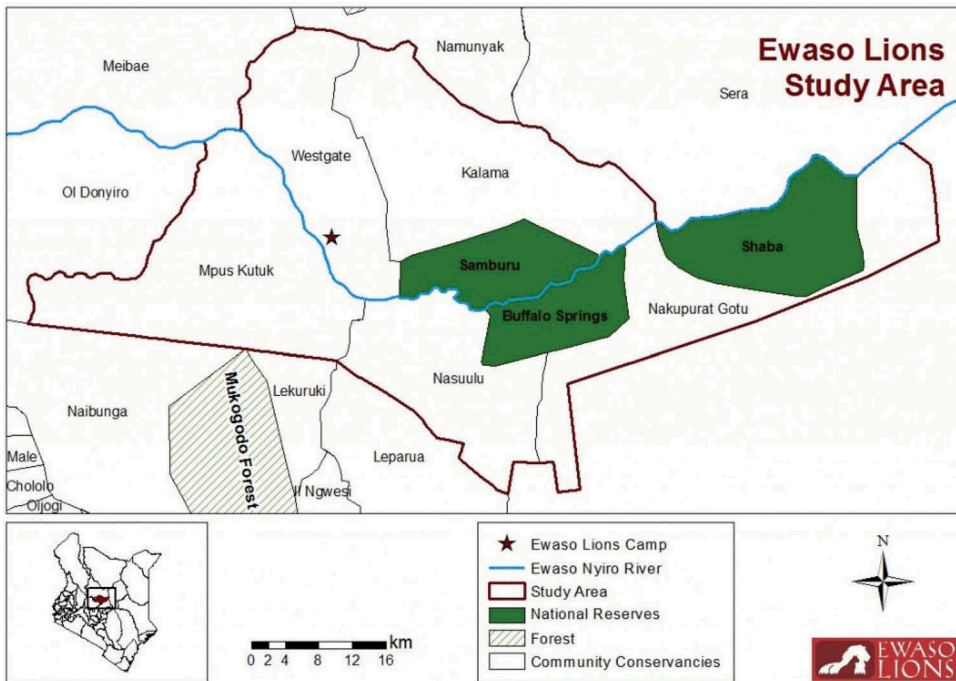 Ewaso Lions
Study Area
Namunyak
Meibae
Sera
Westgate
Kalama
Ol Donyiro
Mpus Kutuk
Samburu
Shaba
Buffalo Springs
Nakupurat Gotu
Nasuulu
Lekuruki
Naibunga
Mukogodo Forest
Leparua
Male
Chololo
Il Ngwesi
Oljogi
Ewaso Lions Camp
Ewaso Nyiro River
Study Area
National Reserves
Forest
Community Conservancies
km
0 2 4 8 12 16
N
EWASO
LIONS